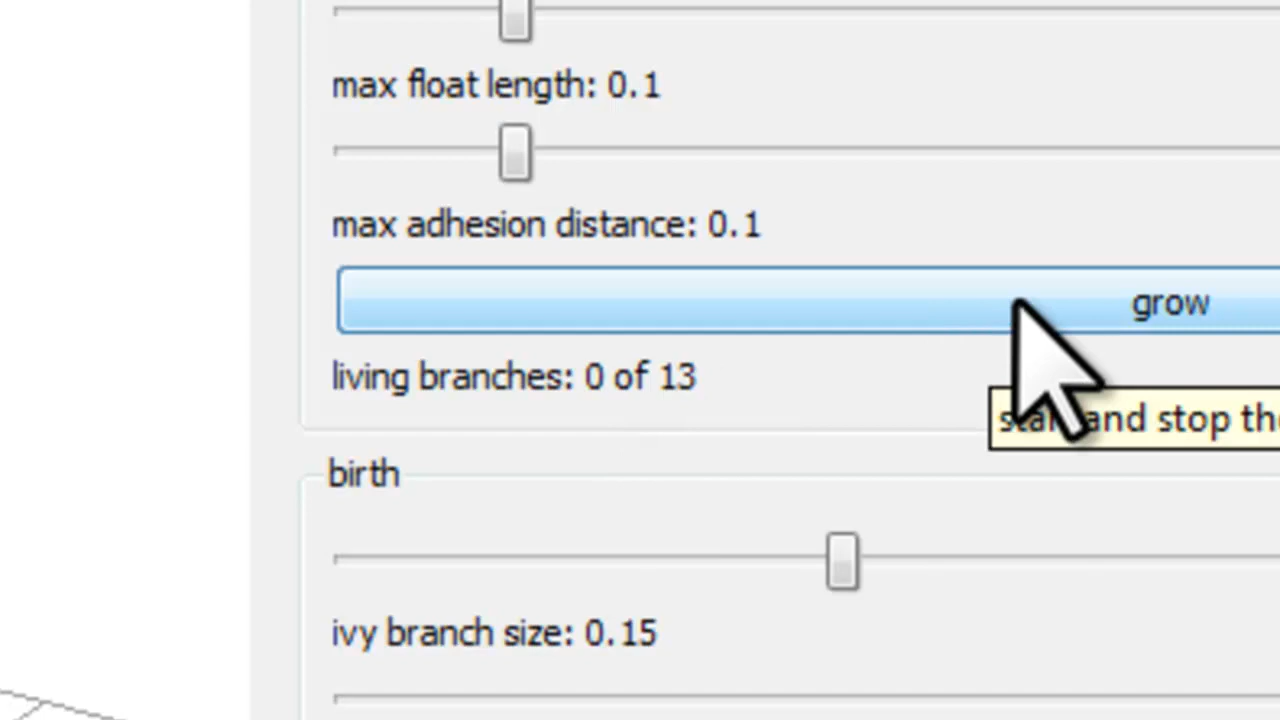 max float length: 0.1
max adhesion distance: 0.1
grow
living branches: 0 of 13
and stop
birth
ivy branch size: 0.15